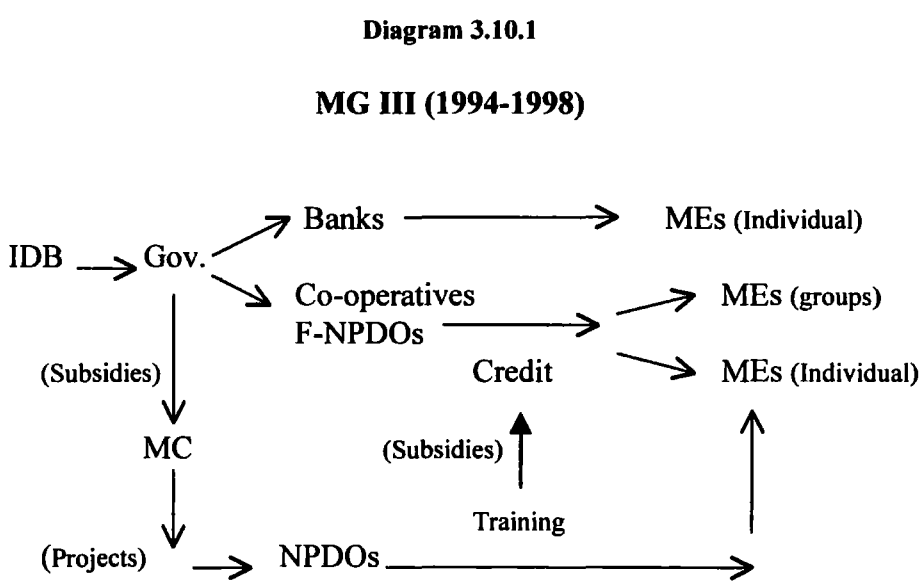 Diagram 3.10.1
MG III (1994-1998)
Banks
MEs (Individual)
IDB
Gov.
Co-operatives
F-NPDOs
MEs (groups)
(Subsidies)
Credit
MEs (Individual)
MC
(Subsidies)
Training
(Projects)
NPDOs